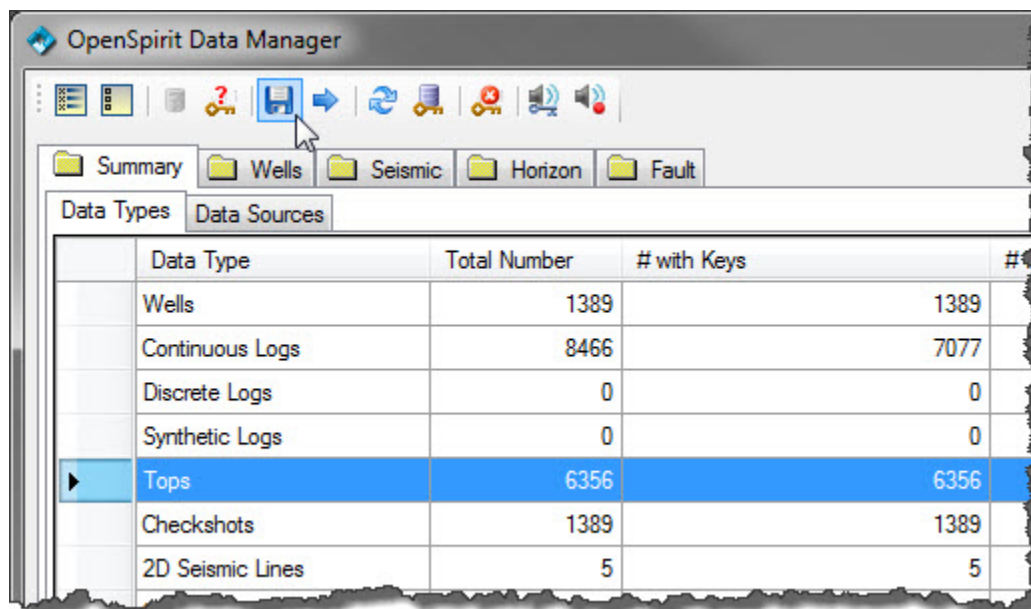 OpenSpirit Data Manager
Summary Wells Seismic Horizon Fault
Data Types Data Sources
Data Type Total Number # with Keys #
Wells 1389 1389
Continuous Logs 8466 7077
Discrete Logs 0 0
Synthetic Logs 0 0
Tops 6356 6356
Checkshots 1389 1389
2D Seismic Lines 5 5